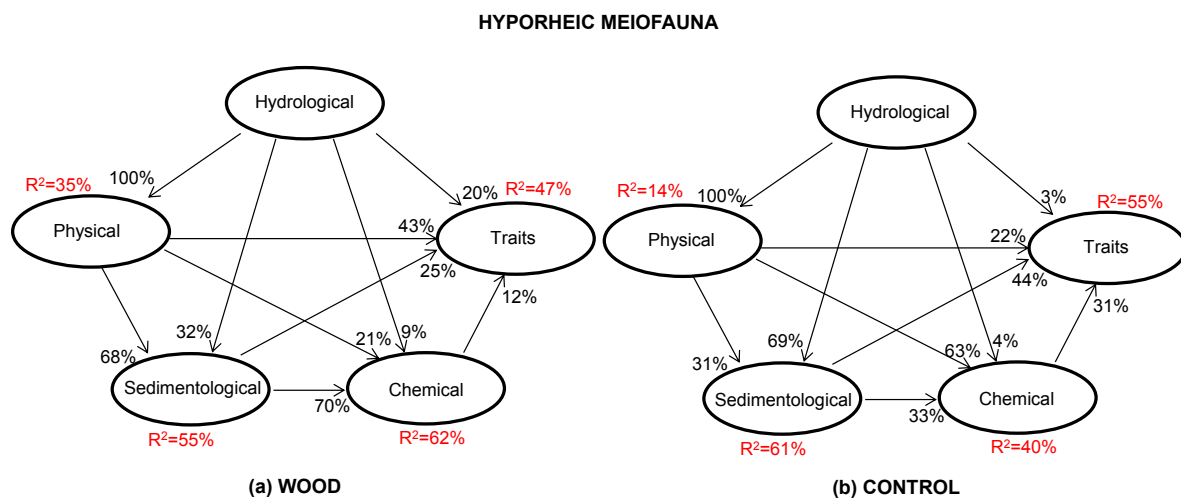 HYPORHEIC MEIOFAUNA
Hydrological
R²=35%
100%
20%
R²=47%
Physical
43%
Traits
25%
12%
32%
21%
9%
68%
Sedimentological
Chemical
70%
R²=55%
R²=62%
(a) WOOD
Hydrological
R²=14%
100%
3%
R²=55%
Physical
22%
Traits
44%
31%
69%
4%
31%
63%
Sedimentological
Chemical
33%
R²=61%
R²=40%
(b) CONTROL